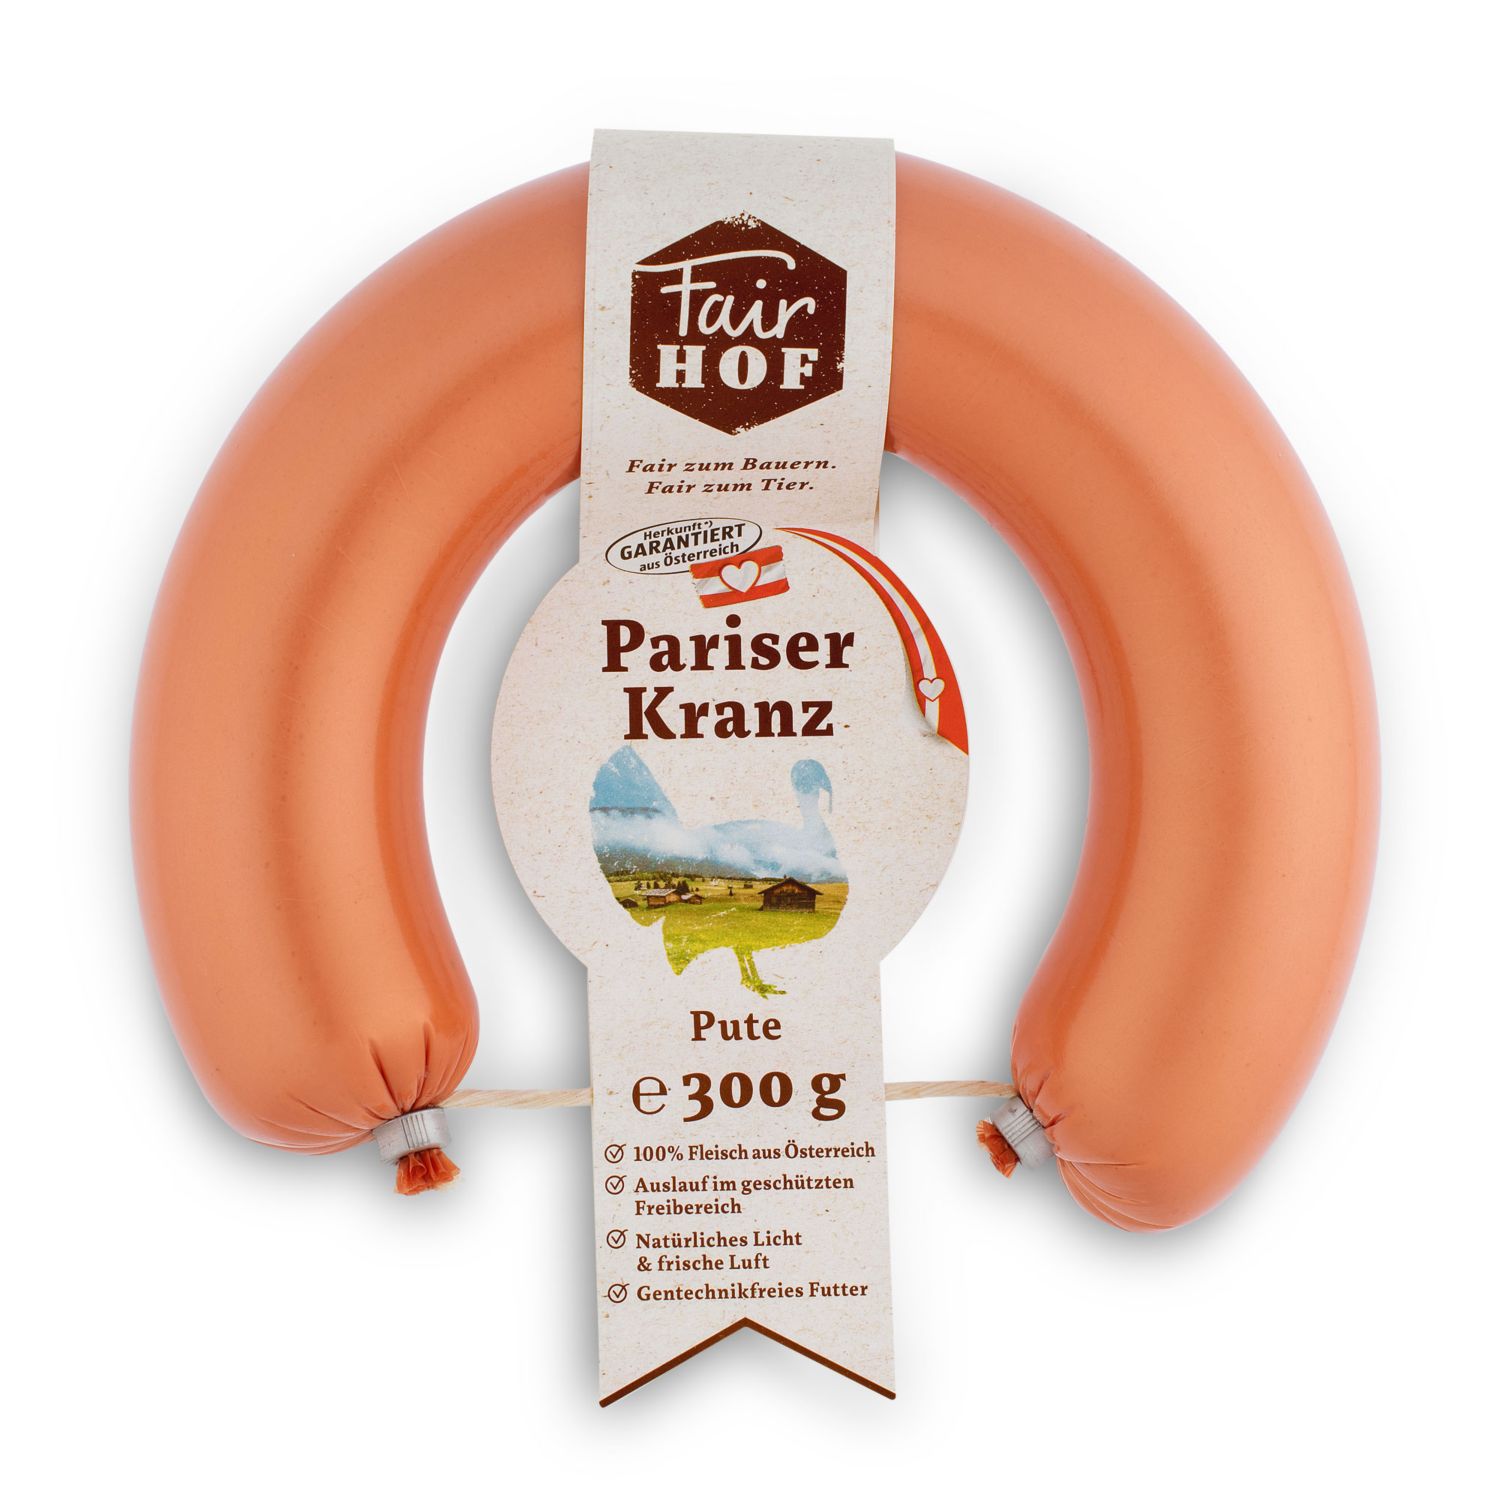 Fair
HOF
Fair zum Bauern.
Fair zum Tier.
Herkunft*)
GARANTIERT
aus Österreich
Pariser
Kranz
Pute
℮ 300 g
100% Fleisch aus Österreich
Auslauf im geschützten
Freibereich
Natürliches Licht
& frische Luft
Gentechnikfreies Futter